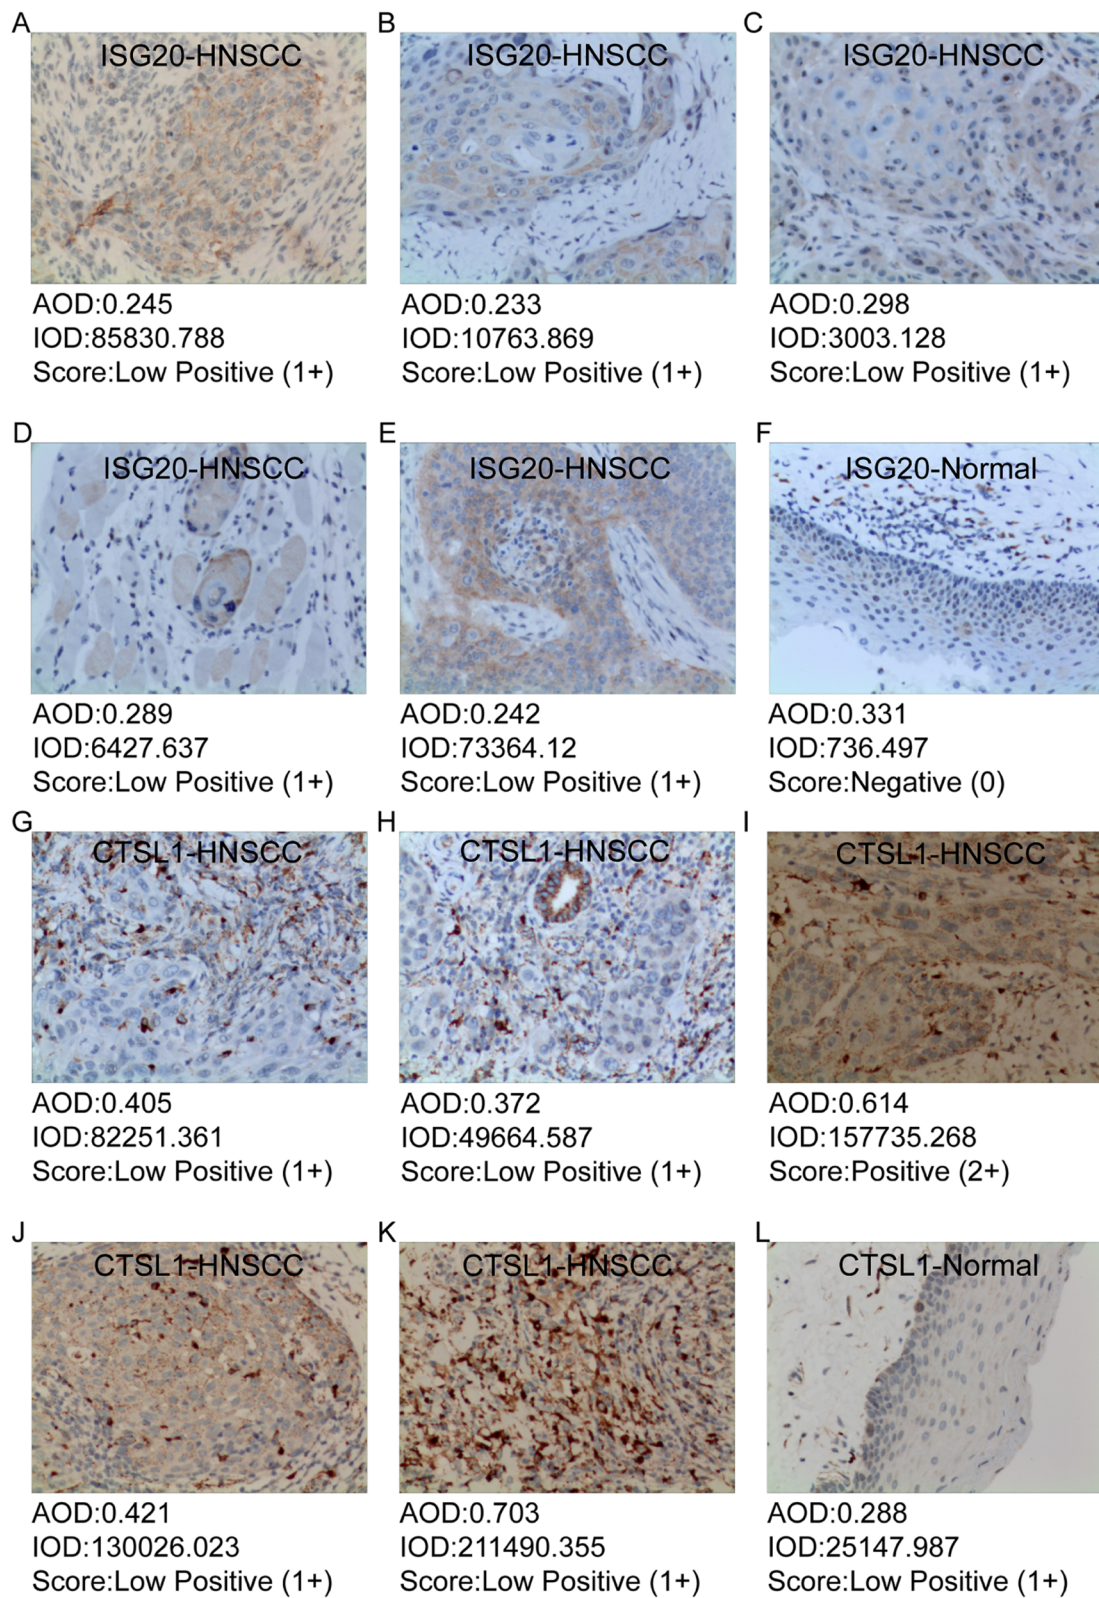 A
ISG20-HNSCC
AOD:0.245
IOD:85830.788
Score:Low Positive (1+)
B
ISG20-HNSCC
AOD:0.233
IOD:10763.869
Score:Low Positive (1+)
C
ISG20-HNSCC
AOD:0.298
IOD:3003.128
Score:Low Positive (1+)
D
ISG20-HNSCC
AOD:0.289
IOD:6427.637
Score:Low Positive (1+)
E
ISG20-HNSCC
AOD:0.242
IOD:73364.12
Score:Low Positive (1+)
F
ISG20-Normal
AOD:0.331
IOD:736.497
Score:Negative (0)
G
CTSL1-HNSCC
AOD:0.405
IOD:82251.361
Score:Low Positive (1+)
H
CTSL1-HNSCC
AOD:0.372
IOD:49664.587
Score:Low Positive (1+)
I
CTSL1-HNSCC
AOD:0.614
IOD:157735.268
Score:Positive (2+)
J
CTSL1-HNSCC
AOD:0.421
IOD:130026.023
Score:Low Positive (1+)
K
CTSL1-HNSCC
AOD:0.703
IOD:211490.355
Score:Low Positive (1+)
L
CTSL1-Normal
AOD:0.288
IOD:25147.987
Score:Low Positive (1+)